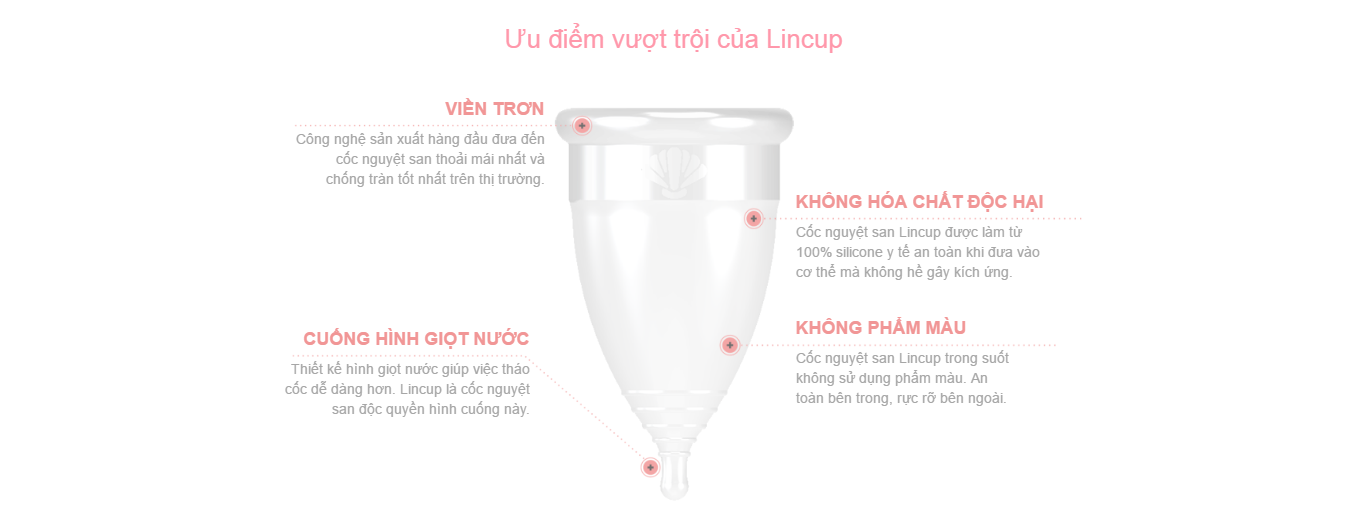 Ưu điểm vượt trội của Lincup
VIỀN TRƠN
Công nghệ sản xuất hàng đầu đưa đến
cốc nguyệt san thoải mái nhất và
chống tràn tốt nhất trên thị trường.
KHÔNG HÓA CHẤT ĐỘC HẠI
Cốc nguyệt san Lincup được làm từ
100% silicone y tế an toàn khi đưa vào
cơ thể mà không hề gây kích ứng.
CUỐNG HÌNH GIỌT NƯỚC
Thiết kế hình giọt nước giúp việc tháo
cốc dễ dàng hơn. Lincup là cốc nguyệt
san độc quyền hình cuống này.
KHÔNG PHẨM MÀU
Cốc nguyệt san Lincup trong suốt
không sử dụng phẩm màu. An
toàn bên trong, rực rỡ bên ngoài.